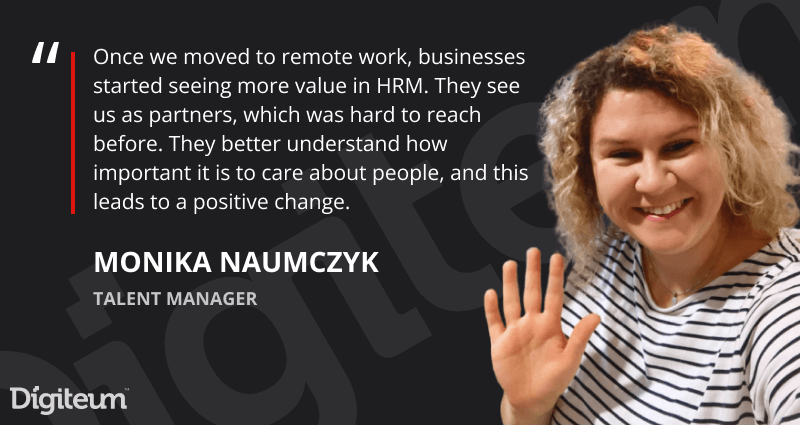 “
Once we moved to remote work, businesses
started seeing more value in HRM. They see
us as partners, which was hard to reach
before. They better understand how
important it is to care about people, and this
leads to a positive change.
MONIKA NAUMCZYK
TALENT MANAGER
Digiteum
Digiteum™